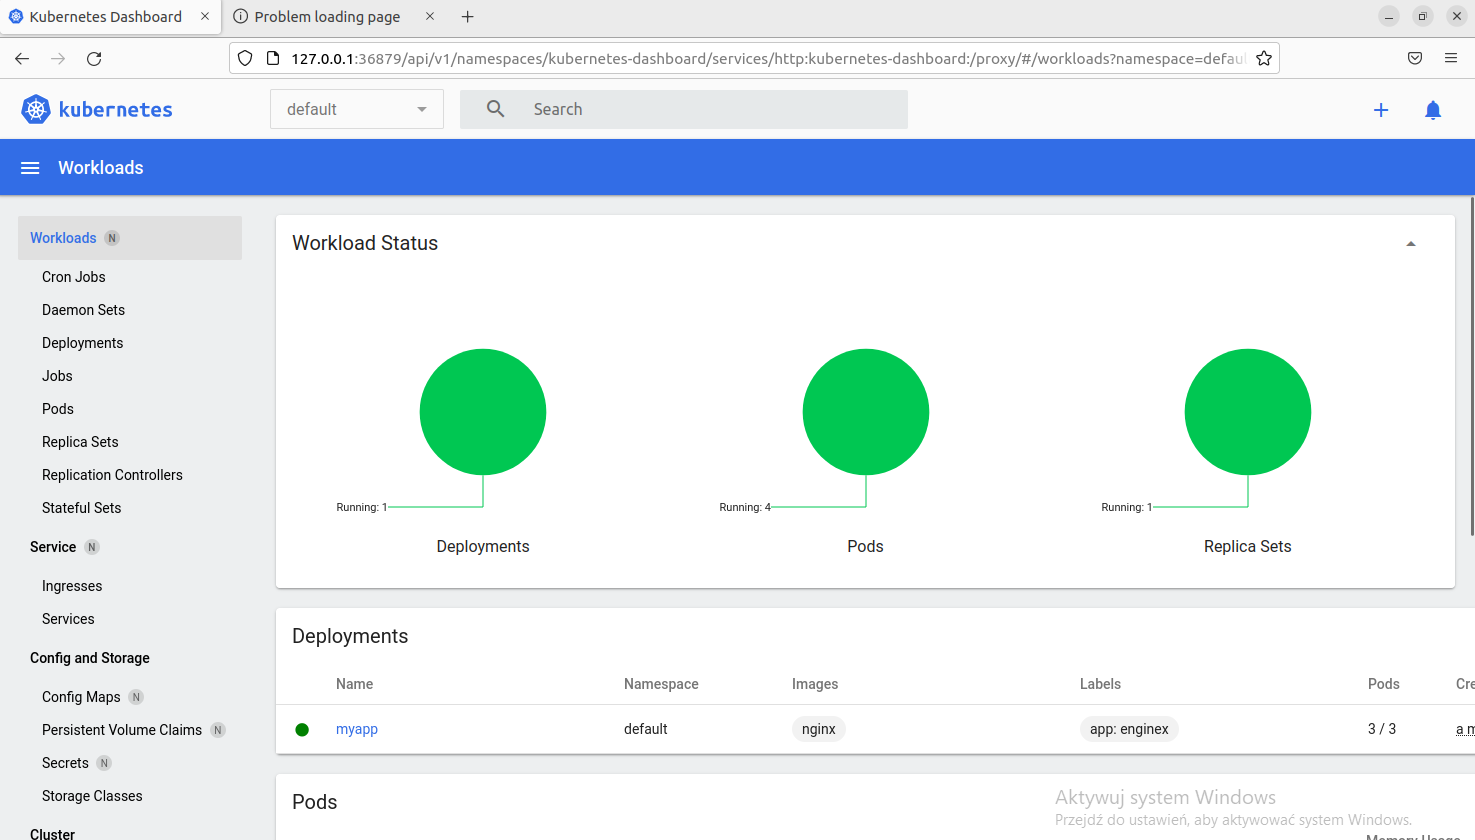 Kubernetes Dashboard
Problem loading page
127.0.0.1:36879/api/v1/namespaces/kubernetes-dashboard/services/http:kubernetes-dashboard:/proxy/#/workloads?namespace=defau
kubernetes
default
Search
Workloads
Workloads N
Cron Jobs
Daemon Sets
Deployments
Jobs
Pods
Replica Sets
Replication Controllers
Stateful Sets
Service N
Ingresses
Services
Config and Storage
Config Maps N
Persistent Volume Claims N
Secrets N
Storage Classes
Cluster
Workload Status
Running: 1
Running: 4
Running: 1
Deployments
Pods
Replica Sets
Deployments
Name Namespace Images Labels Pods Cre
myapp default nginx app: enginex 3 / 3 a m
Pods
Aktywuj system Windows
Przejdź do ustawień, aby aktywować system Windows.